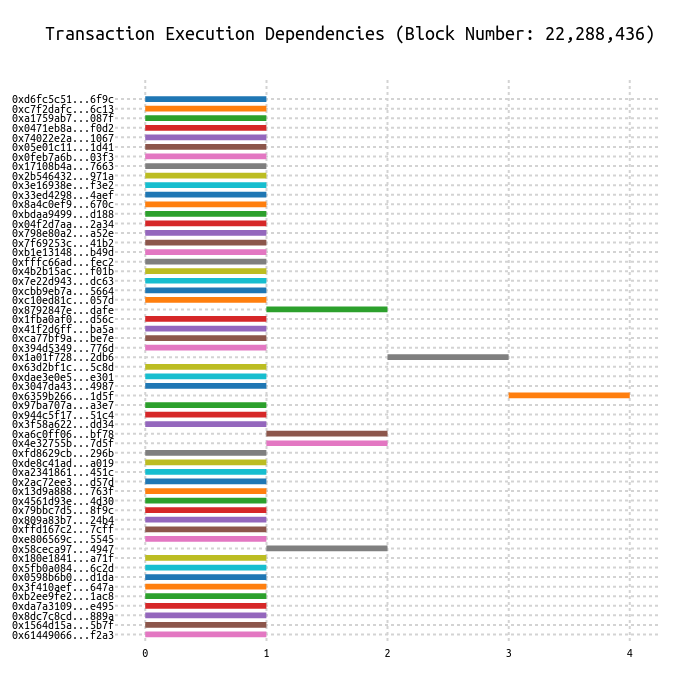 Transaction Execution Dependencies (Block Number: 22,288,436)
0xd6fc5c51...6f9c
0xc7f2dafc...6c13
0xa1759ab7...087f
0x0471eb8a...f0d2
0x74022e2a...1067
0x05e01c11...1d41
0x0feb7a6b...03f3
0x17108b4a...7663
0x2b546432...971a
0x3e16938e...f3e2
0x33ed4298...4aef
0x8a4c0ef9...670c
0xbdaa9499...d188
0x04f2d7aa...2a34
0x798e80a2...a52e
0x7f69253c...41b2
0xb1e13148...b49d
0xfffc66ad...fec2
0x4b2b15ac...f01b
0x7e22d943...dc63
0xcbb9eb7a...5664
0xc10ed81c...057d
0x8792847e...dafe
0x1fba0af0...d56c
0x41f2d6ff...ba5a
0xca77bf9a...be7e
0x394d5349...776d
0x1a01f728...2db6
0x63d2bf1c...5c8d
0xdae3e0e5...e301
0x3047da43...4987
0x6359b266...1d5f
0x97ba707a...a3e7
0x944c5f17...51c4
0x3f58a622...dd34
0xa6c0ff06...bf78
0x4e32755b...7d5f
0xfd8629cb...296b
0xde8c41ad...a019
0xa2341861...451c
0x2ac72ee3...d57d
0x13d9a888...763f
0x4561d93e...4d30
0x79bbc7d5...8f9c
0x809a83b7...24b4
0xffd167c2...7cff
0xe806569c...5545
0x58ceca97...4947
0x180e1841...a71f
0x5fb0a084...6c2d
0x0598b6b0...d1da
0x3f410aef...647a
0xb2ee9fe2...1ac8
0xda7a3109...e495
0x8dc7c8cd...889a
0x1564d15a...5b7f
0x61449066...f2a3
0 1 2 3 4